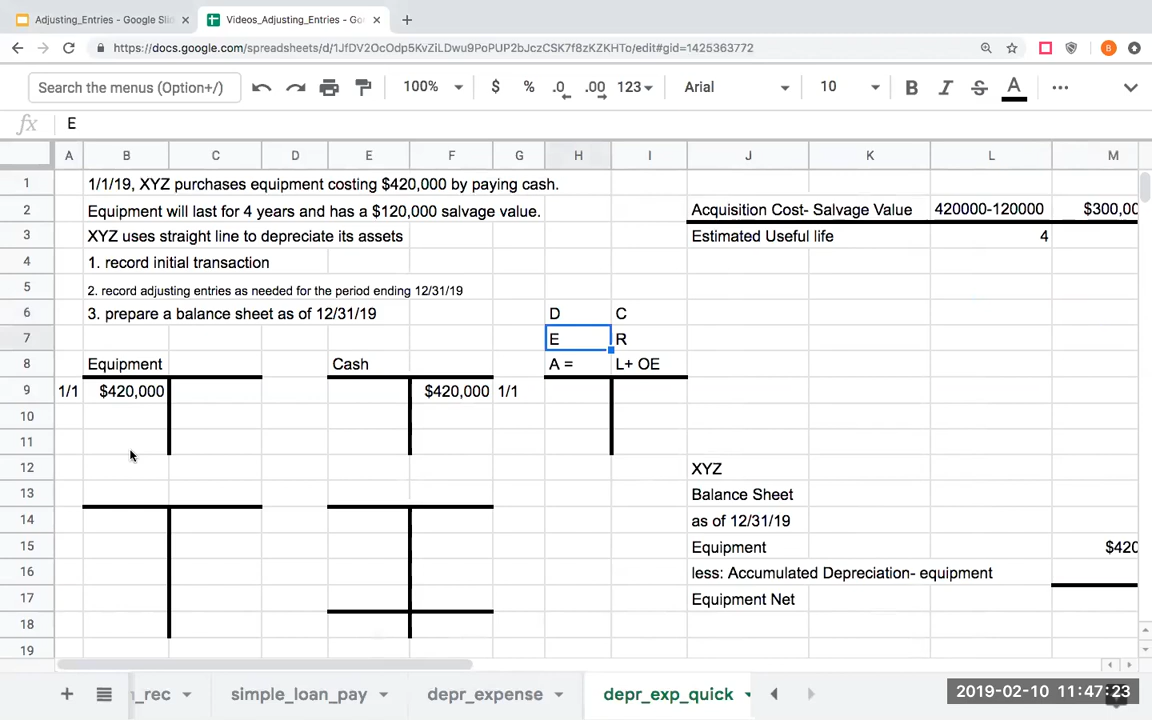 Adjusting_Entries - Google Sli × Videos_Adjusting_Entries - Go × +
https://docs.google.com/spreadsheets/d/1JfDV2OcOdp5KvZiLDwu9PoPUP2bJczCSK7f8zKZKHTo/edit#gid=1425363772 B
Search the menus (Option+/) 100% $ % .0 .00 123 Arial 10 B I S A ...
fx E
A B C D E F G H I J K L M
1 1/1/19, XYZ purchases equipment costing $420,000 by paying cash.
2 Equipment will last for 4 years and has a $120,000 salvage value. Acquisition Cost- Salvage Value 420000-120000 $300,00
3 XYZ uses straight line to depreciate its assets Estimated Useful life 4
4 1. record initial transaction
5 2. record adjusting entries as needed for the period ending 12/31/19
6 3. prepare a balance sheet as of 12/31/19 D C
7 E R
8 Equipment Cash A = L+ OE
9 1/1 $420,000 $420,000 1/1
10
11
12 XYZ
13 Balance Sheet
14 as of 12/31/19
15 Equipment $420
16 less: Accumulated Depreciation- equipment
17 Equipment Net
18
19
+ n_rec simple_loan_pay depr_expense depr_exp_quick 2019-02-10 11:47:23